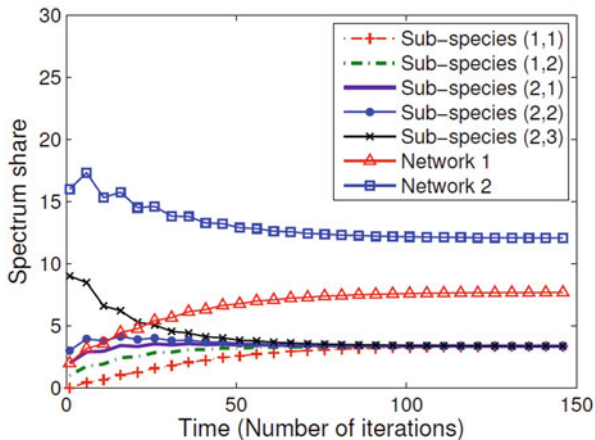 30
25
20
15
10
5
0
Spectrum share
Sub-species (1,1)
Sub-species (1,2)
Sub-species (2,1)
Sub-species (2,2)
Sub-species (2,3)
Network 1
Network 2
0
50
100
150
Time (Number of iterations)